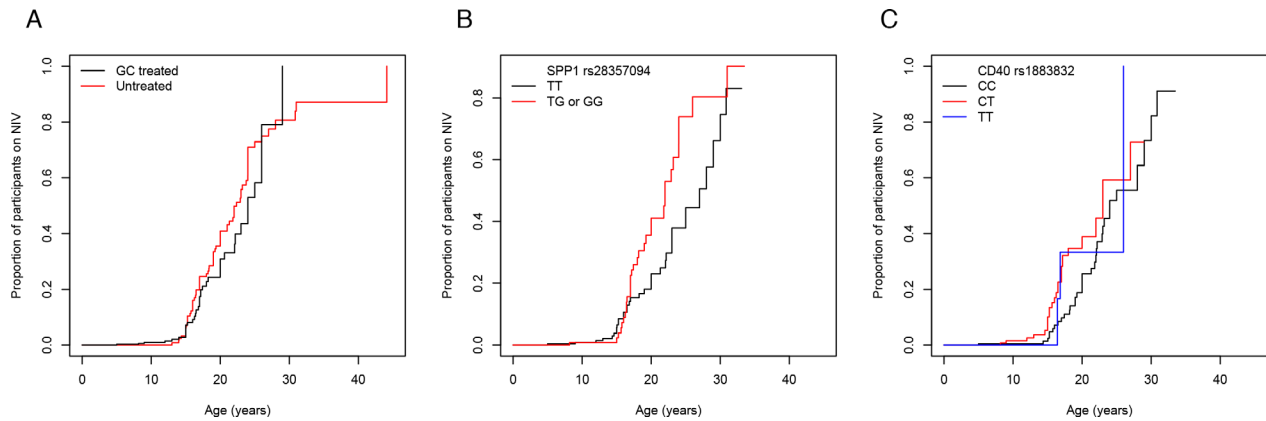 A
Proportion of participants on NIV
1.0
0.8
0.6
0.4
0.2
0.0
GC treated
Untreated
0 10 20 30 40
Age (years)
B
Proportion of participants on NIV
0.8
0.6
0.4
0.2
0.0
SPP1 rs28357094
TT
TG or GG
0 10 20 30 40
Age (years)
C
Proportion of participants on NIV
1.0
0.8
0.6
0.4
0.2
0.0
CD40 rs1883832
CC
CT
TT
0 10 20 30 40
Age (years)